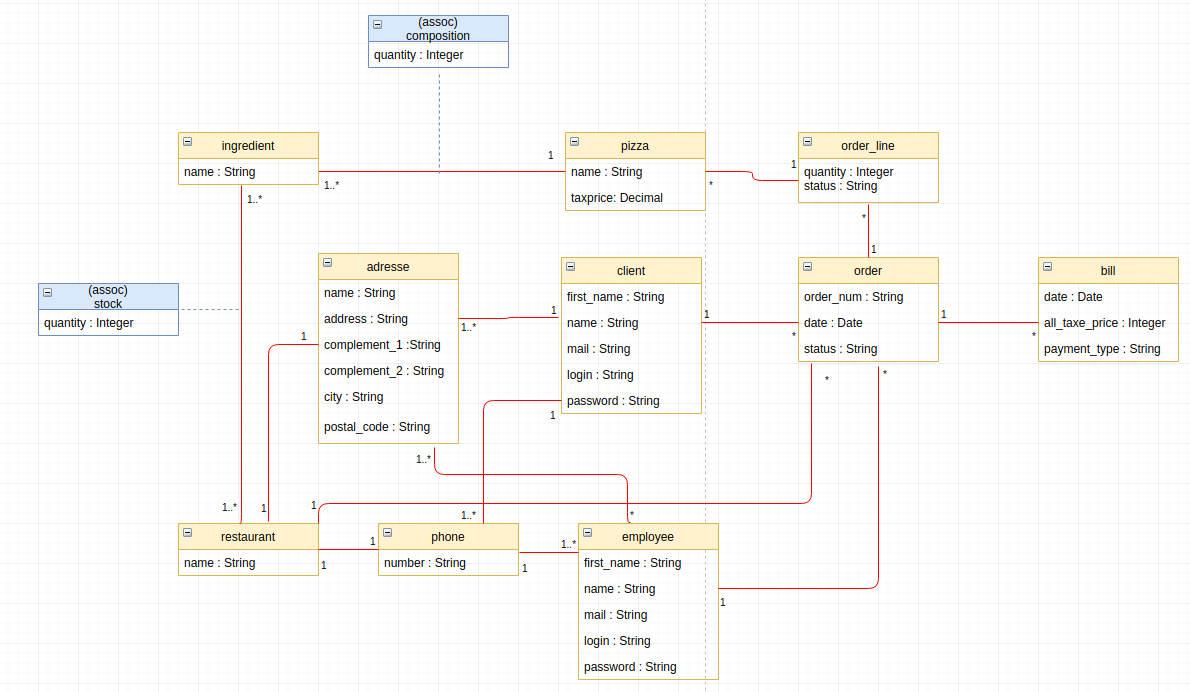 (assoc)
composition
quantity : Integer
ingredient
name : String
1..*
1..*
1
pizza
name : String
taxprice: Decimal
*
1
order_line
quantity : Integer
status : String
*
1
(assoc)
stock
quantity : Integer
adresse
name : String
address : String
complement_1 :String
complement_2 : String
city : String
postal_code : String
1
1..*
1
client
first_name : String
name : String
mail : String
login : String
password : String
1
1
*
order
order_num : String
date : Date
status : String
1
*
*
*
bill
date : Date
all_taxe_price : Integer
payment_type : String
1..*
1..*
1
1
1..*
*
restaurant
name : String
1
1
phone
number : String
1..*
1
employee
first_name : String
name : String
mail : String
login : String
password : String
1